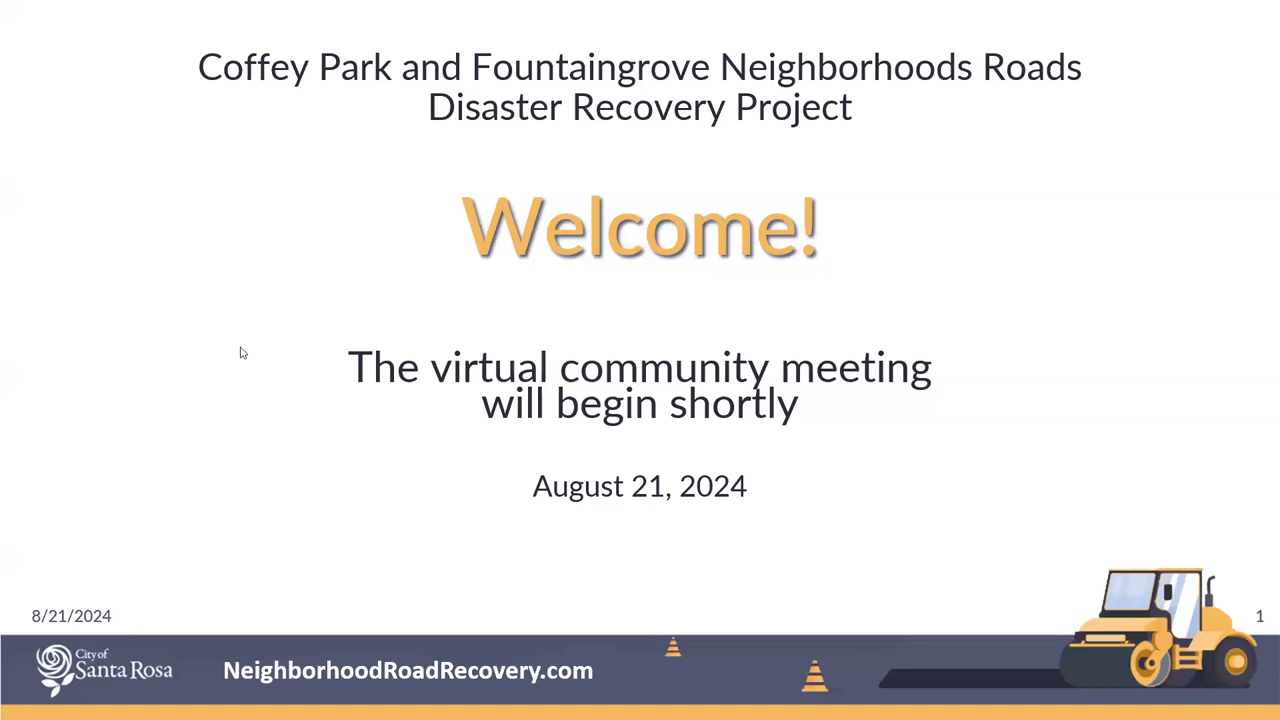 Coffey Park and Fountaingrove Neighborhoods Roads
Disaster Recovery Project
Welcome!
The virtual community meeting
will begin shortly
August 21, 2024
8/21/2024
1
City of
Santa Rosa
NeighborhoodRoadRecovery.com